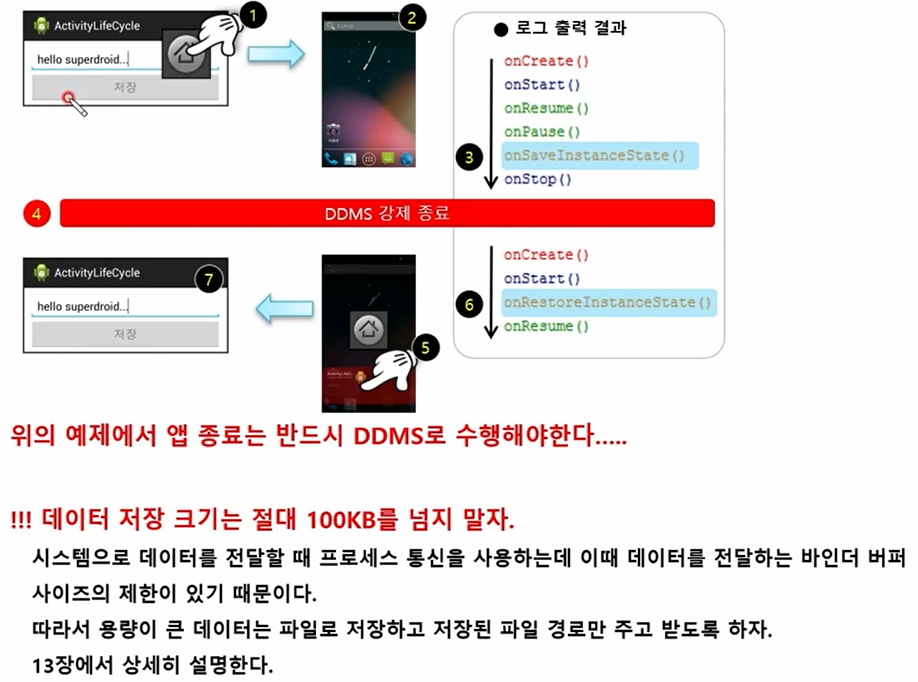 ActivityLifeCycle
1
2
hello superdroid...
저장
● 로그 출력 결과
onCreate()
onStart()
onResume()
onPause()
3
onSaveInstanceState()
onStop()
4
DDMS 강제 종료
ActivityLifeCycle
7
hello superdroid...
저장
5
onCreate()
onStart()
6
onRestoreInstanceState()
onResume()
위의 예제에서 앱 종료는 반드시 DDMS로 수행해야한다.....
!!! 데이터 저장 크기는 절대 100KB를 넘지 말자.
시스템으로 데이터를 전달할 때 프로세스 통신을 사용하는데 이때 데이터를 전달하는 바인더 버퍼
사이즈의 제한이 있기 때문이다.
따라서 용량이 큰 데이터는 파일로 저장하고 저장된 파일 경로만 주고 받도록 하자.
13장에서 상세히 설명한다.